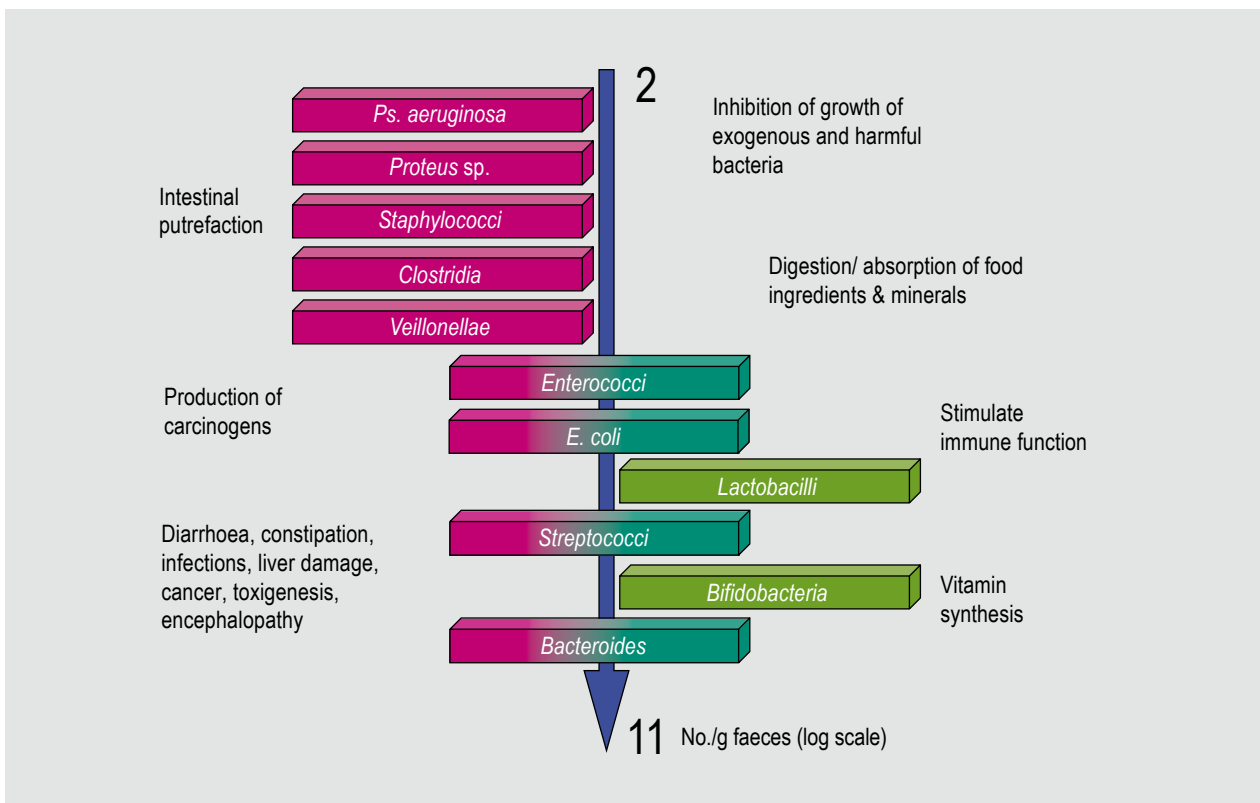 2
Ps. aeruginosa
Inhibition of growth of
exogenous and harmful
bacteria
Proteus sp.
Intestinal
putrefaction
Staphylococci
Clostridia
Digestion/ absorption of food
ingredients & minerals
Veillonellae
Enterococci
Production of
carcinogens
E. coli
Stimulate
immune function
Lactobacilli
Streptococci
Diarrhoea, constipation,
infections, liver damage,
cancer, toxigenesis,
encephalopathy
Bifidobacteria
Vitamin
synthesis
Bacteroides
11 No./g faeces (log scale)